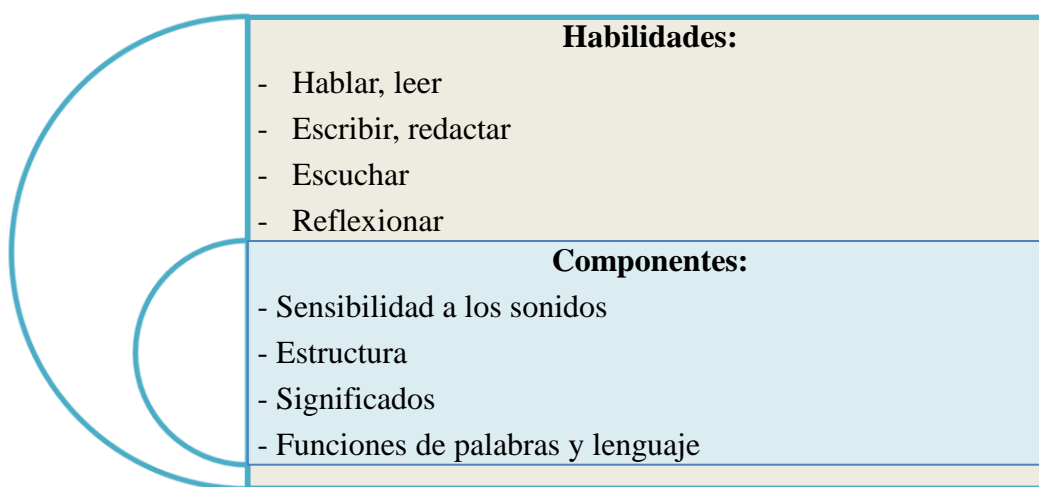 Habilidades:
- Hablar, leer
- Escribir, redactar
- Escuchar
- Reflexionar
Componentes:
- Sensibilidad a los sonidos
- Estructura
- Significados
- Funciones de palabras y lenguaje